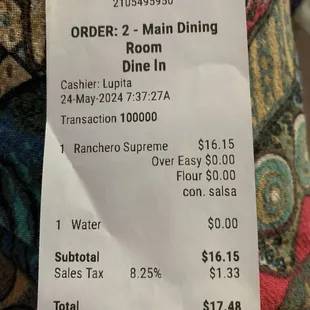 2105495950
ORDER: 2 - Main Dining
Room
Dine In
Cashier: Lupita
24-May-2024 7:37:27A
Transaction 100000
1 Ranchero Supreme $16.15
Over Easy $0.00
Flour $0.00
con. salsa
1 Water $0.00
Subtotal $16.15
Sales Tax 8.25% $1.33
Total $17.48